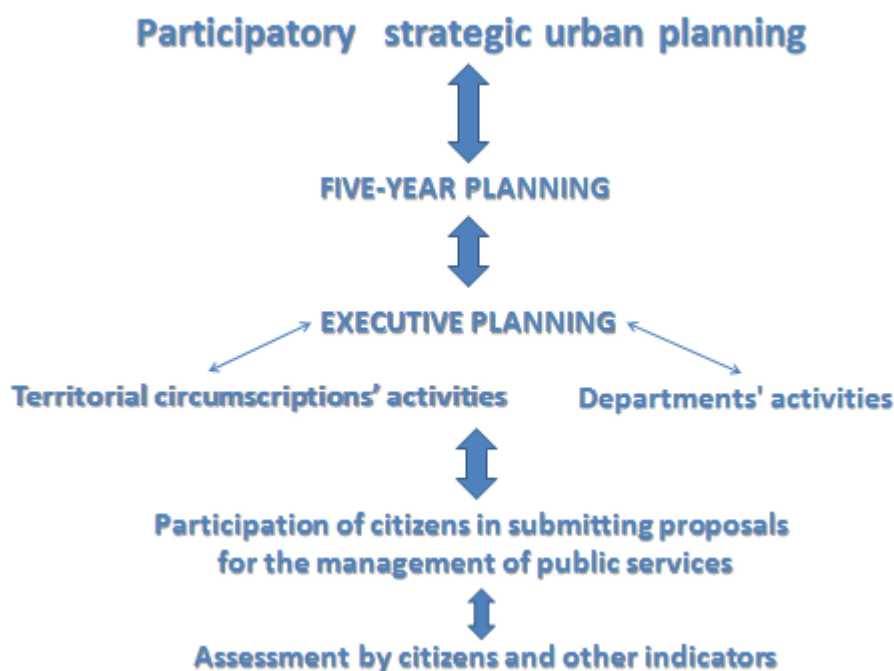 Participatory strategic urban planning
FIVE-YEAR PLANNING
EXECUTIVE PLANNING
Territorial circumscriptions’ activities
Departments' activities
Participation of citizens in submitting proposals
for the management of public services
Assessment by citizens and other indicators